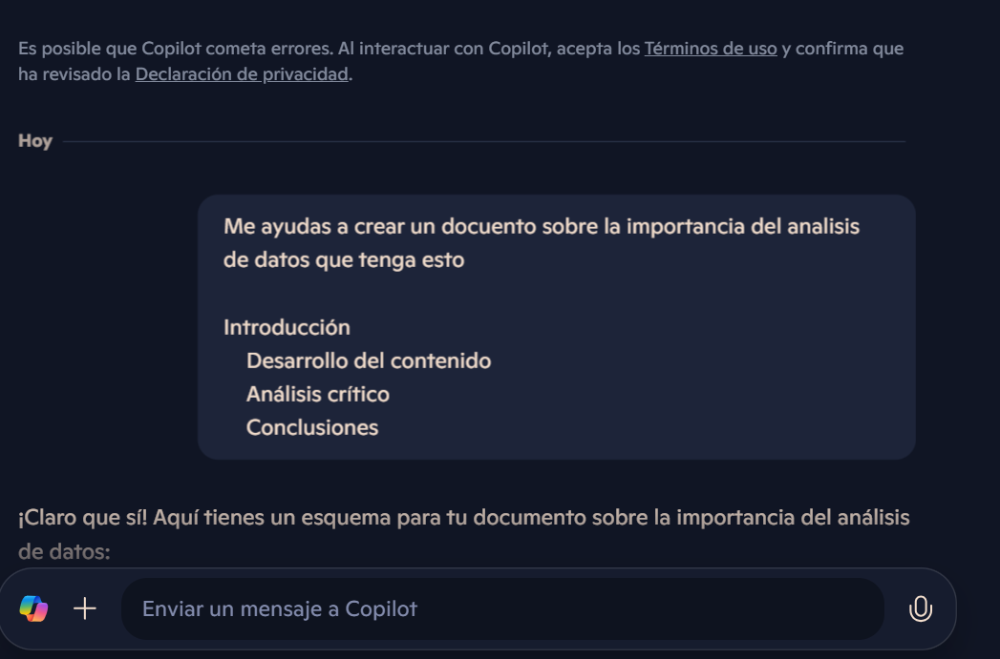 Es posible que Copilot cometa errores. Al interactuar con Copilot, acepta los Términos de uso y confirma que
ha revisado la Declaración de privacidad.
Hoy
Me ayudas a crear un docuento sobre la importancia del analisis
de datos que tenga esto
Introducción
Desarrollo del contenido
Análisis crítico
Conclusiones
¡Claro que sí! Aquí tienes un esquema para tu documento sobre la importancia del análisis
de datos:
Enviar un mensaje a Copilot